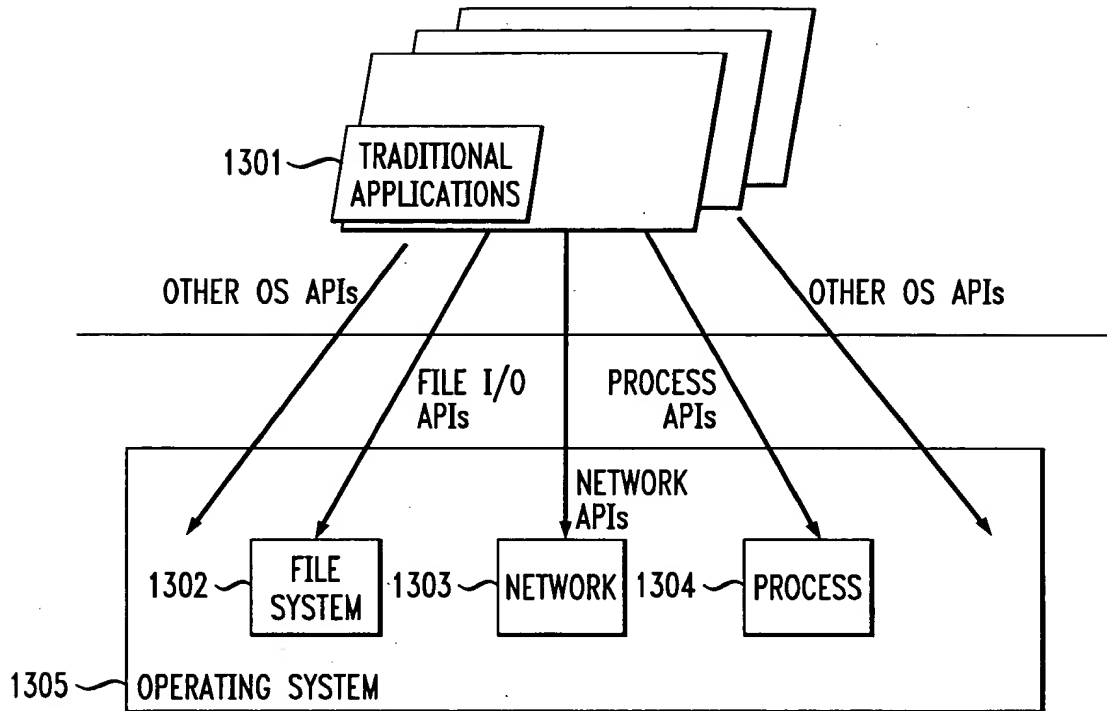 1301
TRADITIONAL
APPLICATIONS
OTHER OS APIs
OTHER OS APIs
FILE I/O
APIs
PROCESS
APIs
NETWORK
APIs
1302
FILE
SYSTEM
1303
NETWORK
1304
PROCESS
1305
OPERATING SYSTEM